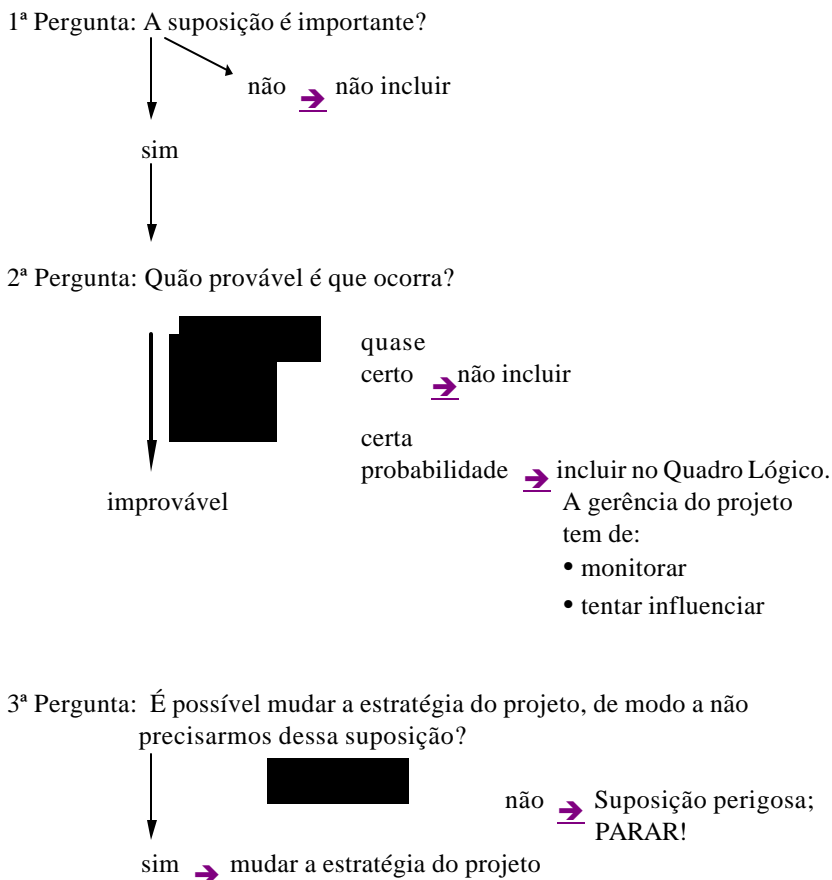 1ª Pergunta: A suposição é importante?
não ➔ não incluir
sim
2ª Pergunta: Quão provável é que ocorra?
quase
certo ➔ não incluir
certa
probabilidade ➔ incluir no Quadro Lógico.
improvável
A gerência do projeto
tem de:
• monitorar
• tentar influenciar
3ª Pergunta: É possível mudar a estratégia do projeto, de modo a não
precisarmos dessa suposição?
não ➔ Suposição perigosa;
PARAR!
sim ➔ mudar a estratégia do projeto